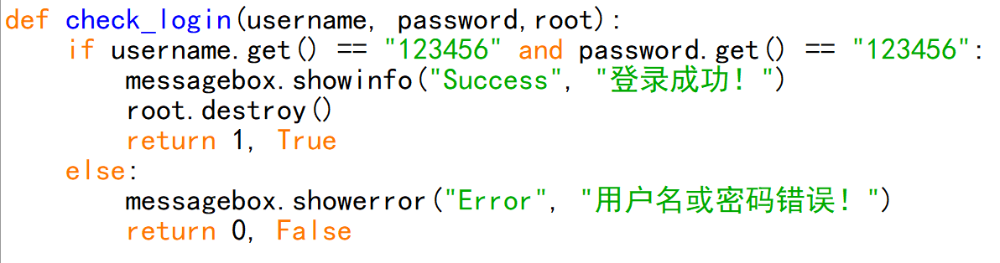 def check_login(username, password,root):
    if username.get() == "123456" and password.get() == "123456":
        messagebox.showinfo("Success", "登录成功！")
        root.destroy()
        return 1, True
    else:
        messagebox.showerror("Error", "用户名或密码错误！")
        return 0, False